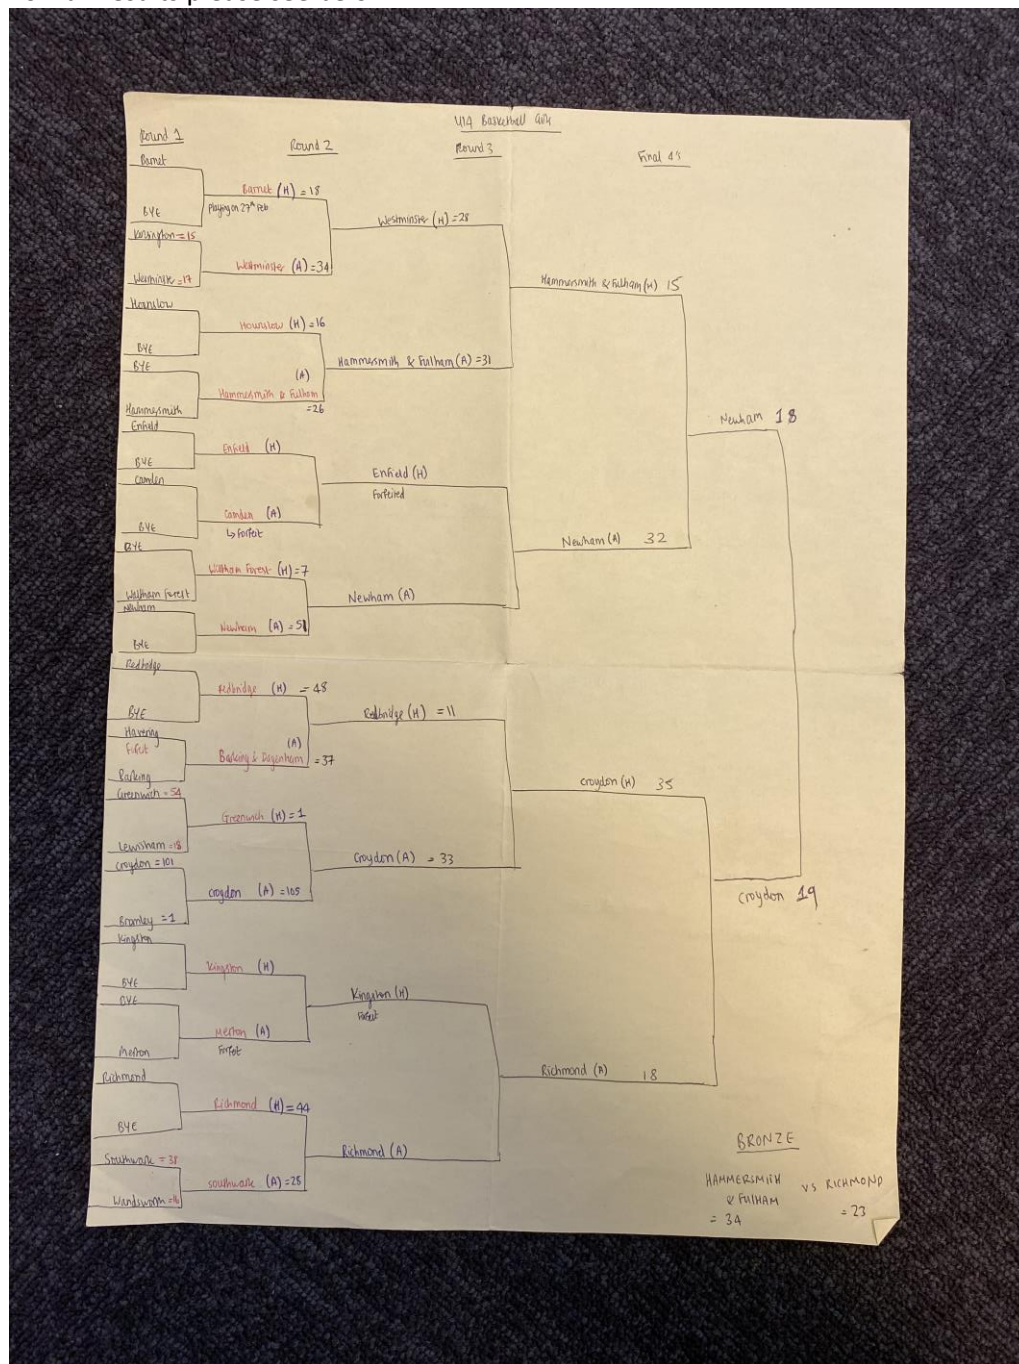 U14 Basketball Girls
Round 1
Round 2
Round 3
Final 4's
Barnet
BYE
Kensington = 15
Westminster = 17
Hounslow
BYE
BYE
Hammersmith
Enfield
BYE
Camden
BYE
BYE
Waltham Forest
Newham
BYE
Redbridge
BYE
Havering
Forfeit
Barking
Greenwich = 54
Lewisham = 18
Croydon = 101
Bromley = 1
Kingston
BYE
BYE
Merton
Richmond
BYE
Southwark = 38
Wandsworth = 16
Barnet (H) = 18
Playing on 27th Feb
Westminster (A) = 34
Hounslow (H) = 16
(A)
Hammersmith & Fulham
= 26
Enfield (H)
Camden (A)
↳ Forfeit
Waltham Forest (H) = 7
Newham (A) = 51
Redbridge (H) = 48
(A)
Barking & Dagenham = 37
Greenwich (H) = 1
Croydon (A) = 105
Kingston (H)
Merton (A)
Forfeit
Richmond (H) = 44
Southwark (A) = 28
Westminster (H) = 28
Hammersmith & Fulham (A) = 31
Enfield (H)
Forfeited
Newham (A)
Redbridge (H) = 11
Croydon (A) = 33
Kingston (H)
Forfeit
Richmond (A)
Hammersmith & Fulham (H) 15
Newham (A) 32
Croydon (H) 35
Richmond (A) 18
Newham 18
Croydon 19
BRONZE
HAMMERSMITH & FULHAM = 34
VS RICHMOND = 23